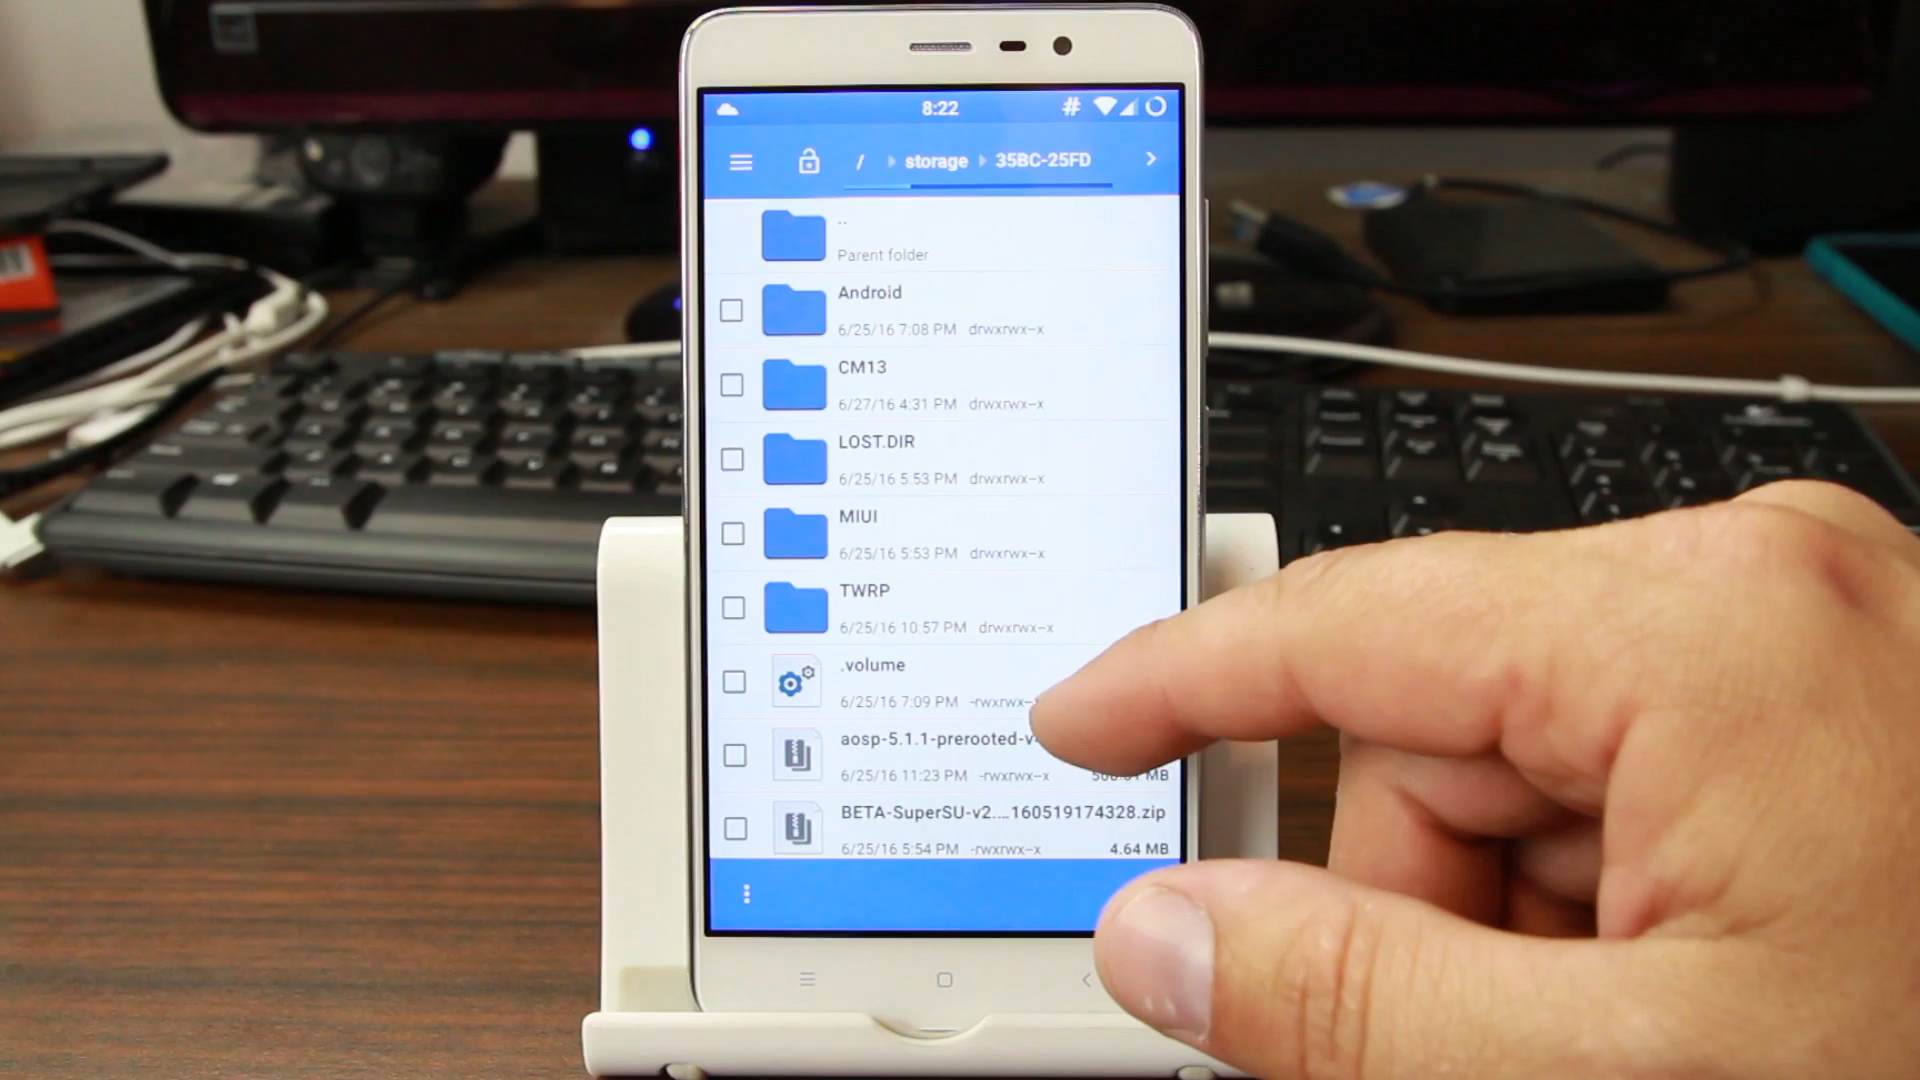 8:22 #
/ storage 35BC-25FD
..
Parent folder
Android
6/25/16 7:08 PM drwxrwx--x
CM13
6/27/16 4:31 PM drwxrwx--x
LOST.DIR
6/25/16 5:53 PM drwxrwx--x
MIUI
6/25/16 5:53 PM drwxrwx--x
TWRP
6/25/16 10:57 PM drwxrwx--x
.volume
6/25/16 7:09 PM -rwxrwx--x
aosp-5.1.1-prerooted-v
6/25/16 11:23 PM -rwxrwx--x MB
BETA-SuperSU-v2....160519174328.zip
6/25/16 5:54 PM -rwxrwx--x 4.64 MB